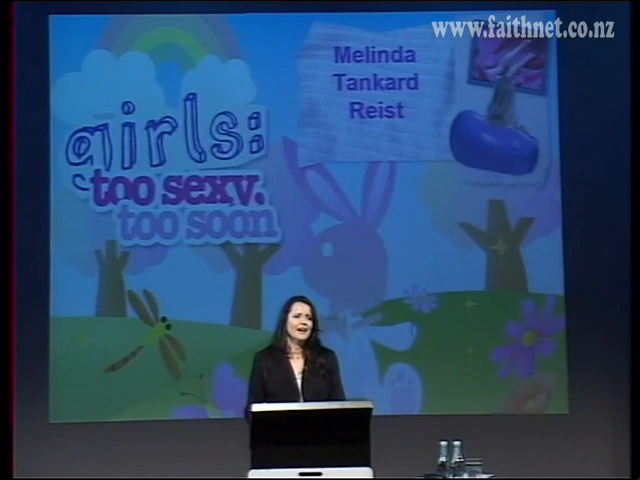 www.faithnet.co.nz
Melinda
Tankard
Reist
girls:
too sexy.
too soon